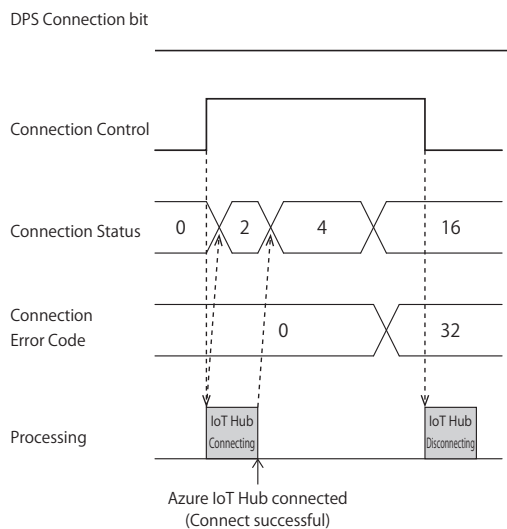 DPS Connection bit
Connection Control
Connection Status
0
2
4
16
Connection
Error Code
0
32
Processing
IoT Hub
Connecting
IoT Hub
Disconnecting
Azure IoT Hub connected
(Connect successful)